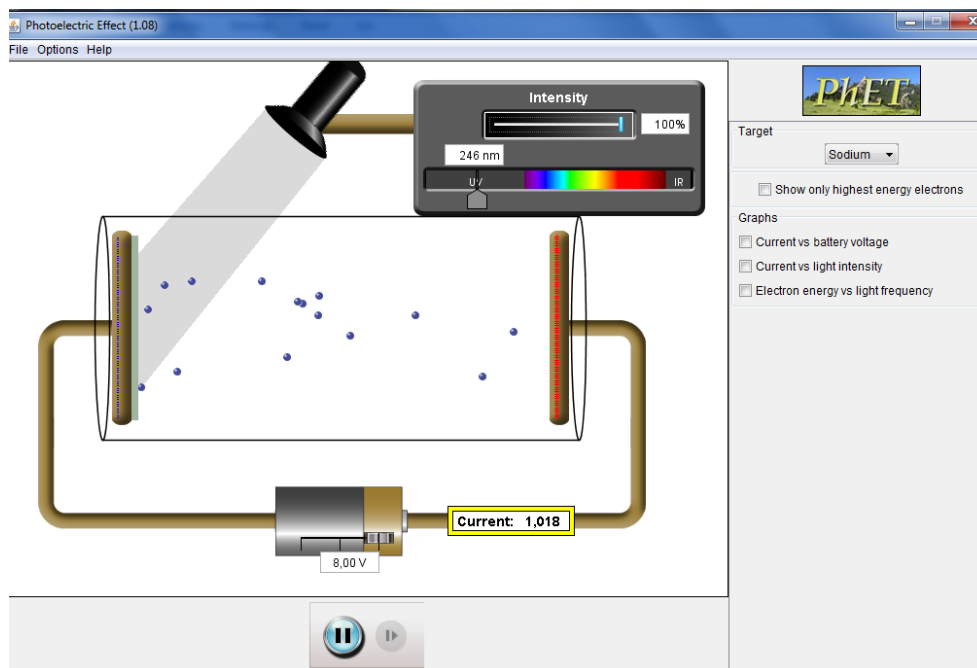 Photoelectric Effect (1.08)
File Options Help
PhET
Intensity
100%
246 nm
UV
IR
Target
Sodium
Show only highest energy electrons
Graphs
Current vs battery voltage
Current vs light intensity
Electron energy vs light frequency
Current: 1,018
8,00 V